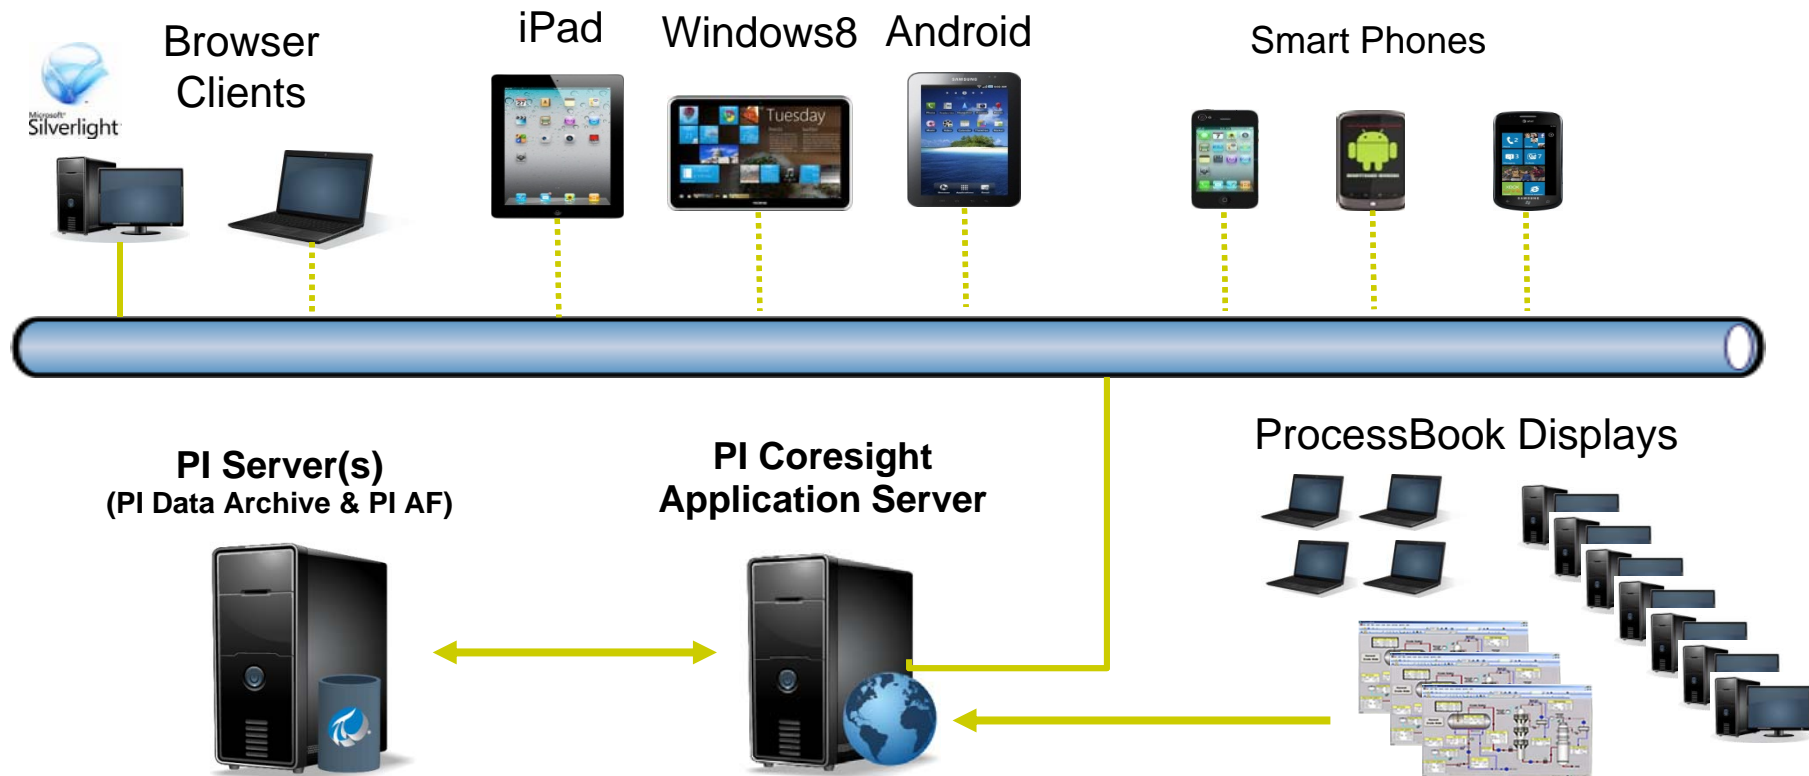 Browser
Clients
iPad
Windows8
Android
Smart Phones
Microsoft®
Silverlight
SAMSUNG
Tuesday
PI Server(s)
(PI Data Archive & PI AF)
PI Coresight
Application Server
ProcessBook Displays